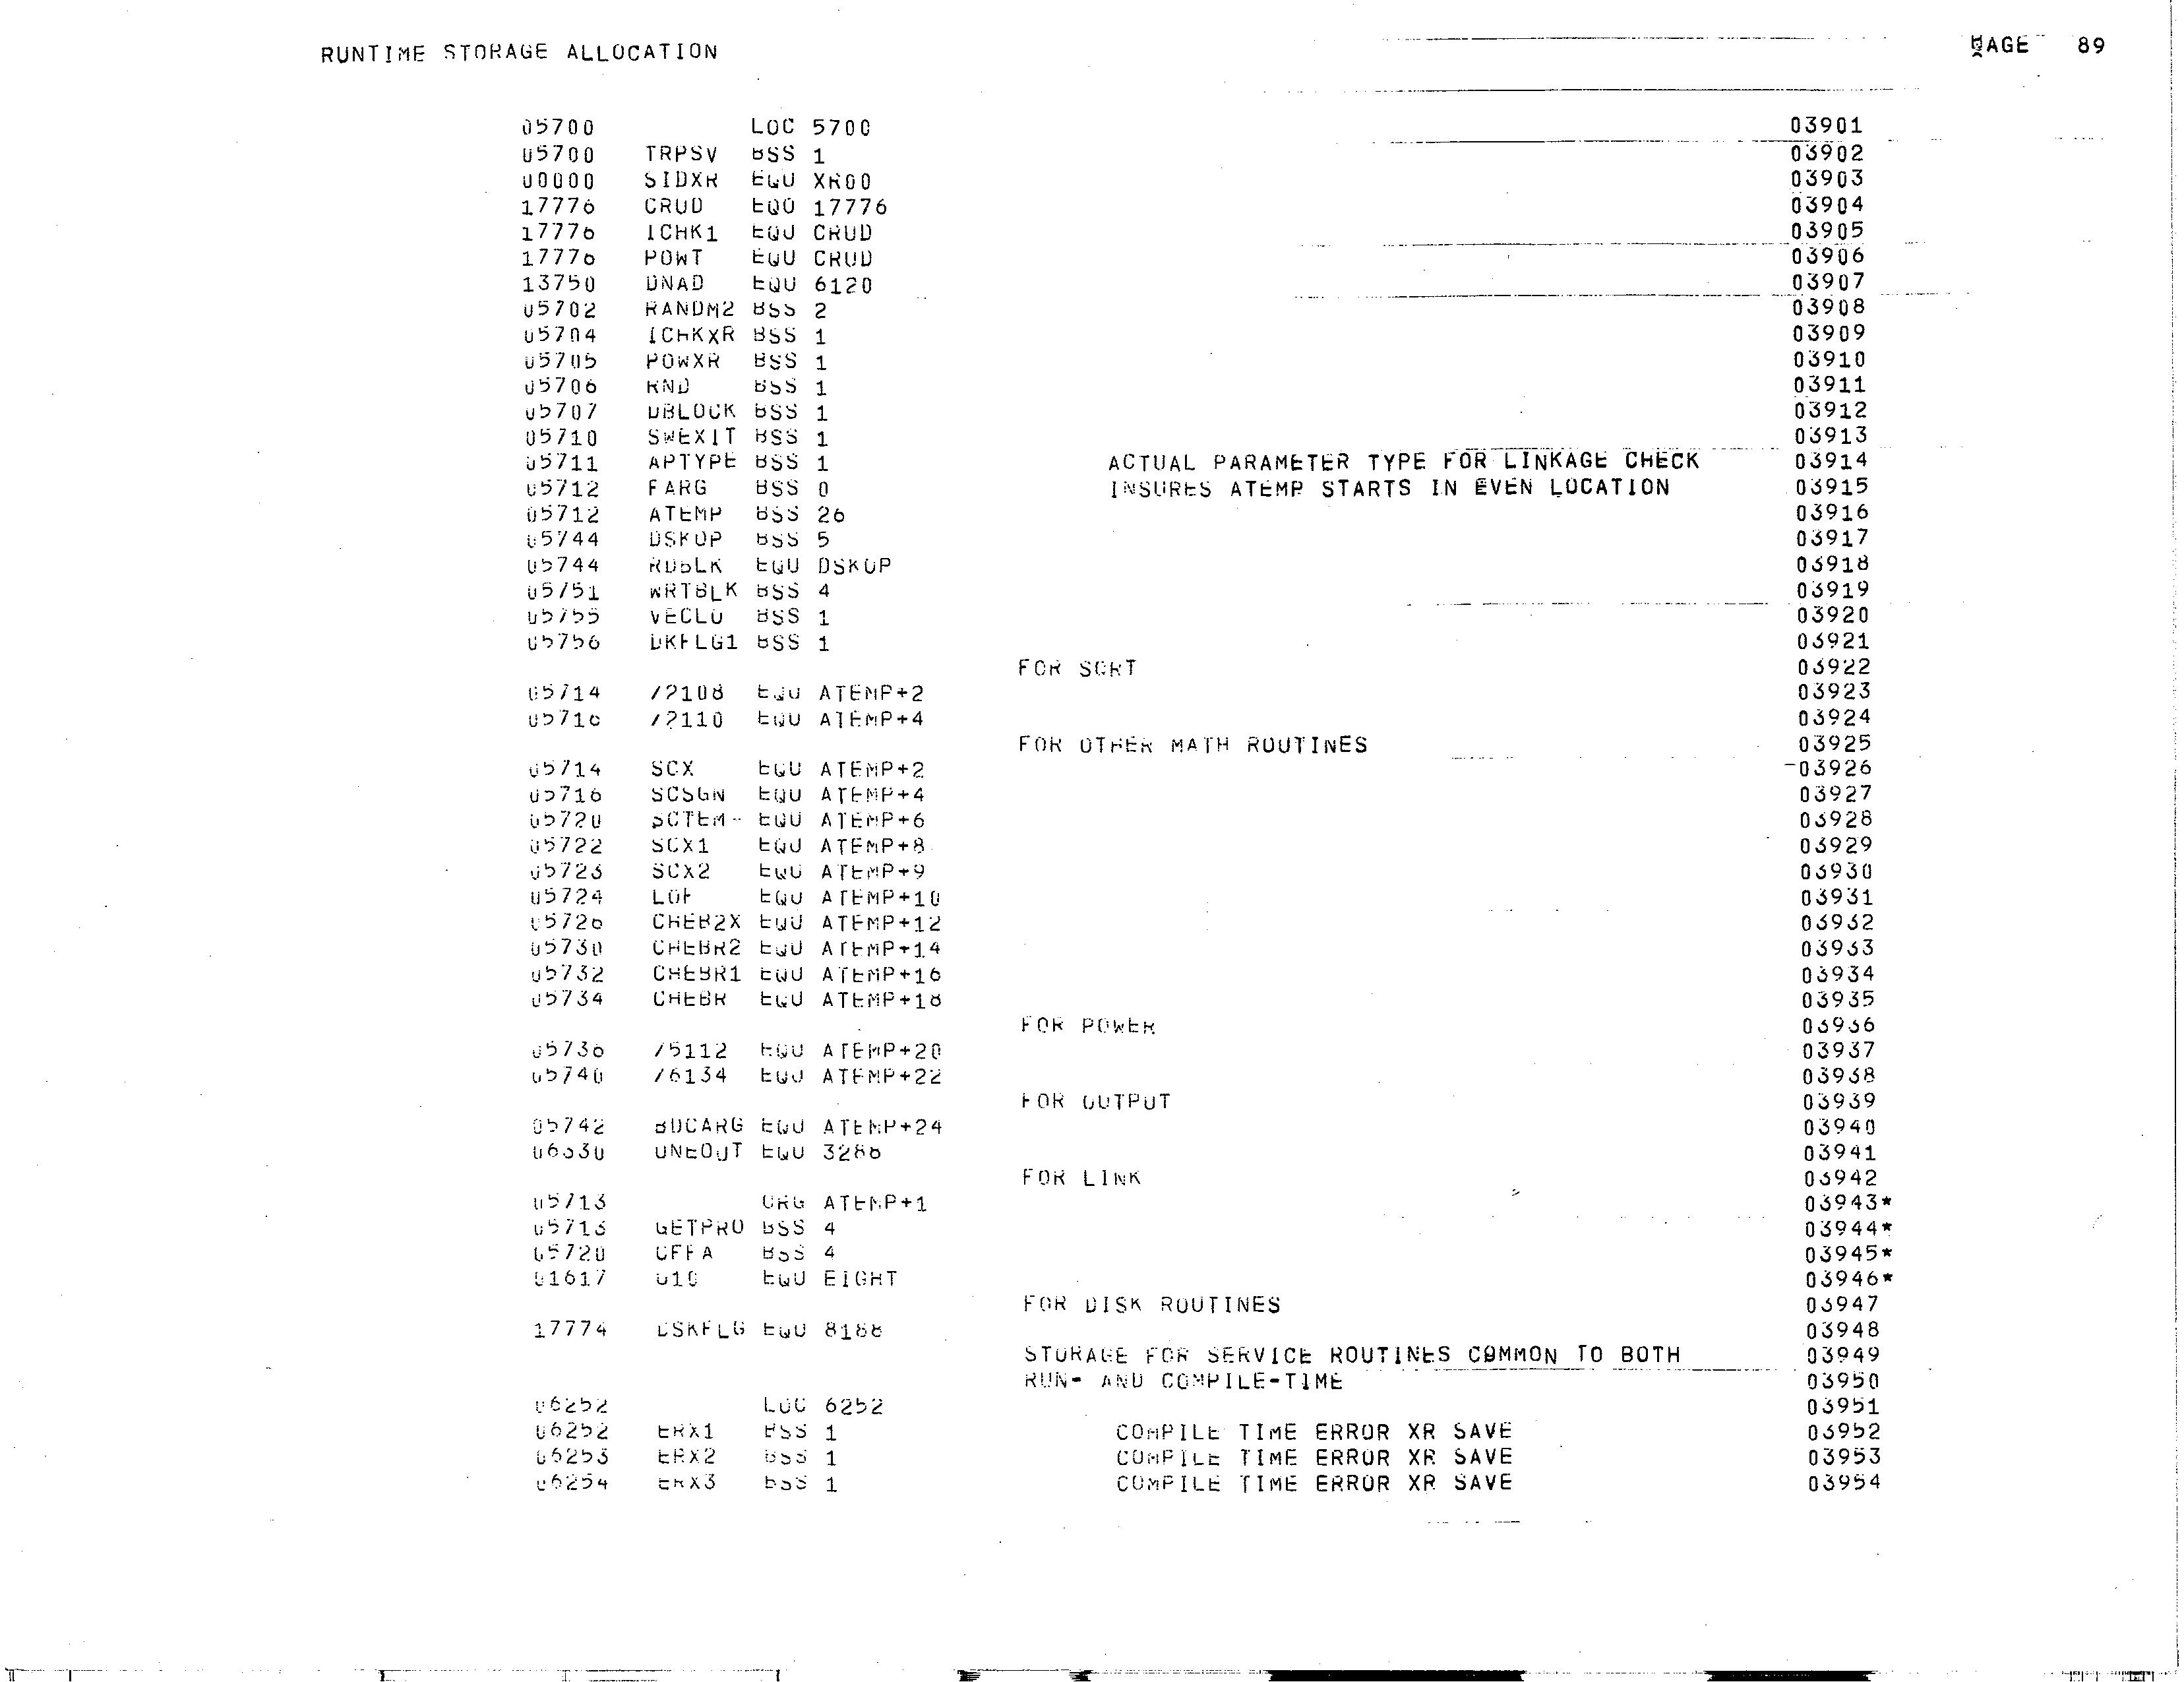 RUNTIME STORAGE ALLOCATION PAGE 89
05700 LOC 5700 03901
05700 TRPSV BSS 1 03902
00000 SIDXR EQU XR00 03903
17776 CRUD EQU 17776 03904
17776 ICHK1 EQU CRUD 03905
17776 POWT EQU CRUD 03906
13750 UNAD EQU 6120 03907
05702 RANDM2 BSS 2 03908
05704 ICHKXR BSS 1 03909
05705 POWXR BSS 1 03910
05706 RND BSS 1 03911
05707 DBLOCK BSS 1 03912
05710 SWEXIT BSS 1 03913
05711 APTYPE BSS 1 ACTUAL PARAMETER TYPE FOR LINKAGE CHECK 03914
05712 FARG BSS 0 INSURES ATEMP STARTS IN EVEN LOCATION 03915
05712 ATEMP BSS 26 03916
05744 DSKOP BSS 5 03917
05744 RDBLK EQU DSKOP 03918
05751 WRTBLK BSS 4 03919
05755 VECLO BSS 1 03920
05756 DKFLG1 BSS 1 03921
FOR SQRT 03922
05714 /2108 EQU ATEMP+2 03923
05716 /2110 EQU ATEMP+4 03924
FOR OTHER MATH ROUTINES 03925
05714 SCX EQU ATEMP+2 03926
05716 SCSGN EQU ATEMP+4 03927
05720 SCTEM- EQU ATEMP+6 03928
05722 SCX1 EQU ATEMP+8 03929
05723 SCX2 EQU ATEMP+9 03930
05724 EQU ATEMP+10 03931
05726 CHEB2X EQU ATEMP+12 03932
05730 CHEBR2 EQU ATEMP+14 03933
05732 CHEBR1 EQU ATEMP+16 03934
05734 CHEBR EQU ATEMP+18 03935
FOR POWER 03936
05736 /5112 EQU ATEMP+20 03937
05740 /6134 EQU ATEMP+22 03938
FOR OUTPUT 03939
05742 BDCARG EQU ATEMP+24 03940
06330 UNEOUT EQU 3288 03941
FOR LINK 03942
05713 ORG ATEMP+1 03943*
05713 GETPRO BSS 4 03944*
05720 BSS 4 03945*
01617 EQU EIGHT 03946*
FOR DISK ROUTINES 03947
17774 DSKFLG EQU 8188 03948
STORAGE FOR SERVICE ROUTINES COMMON TO BOTH 03949
RUN- AND COMPILE-TIME 03950
06252 LOC 6252 03951
06252 ERX1 BSS 1 COMPILE TIME ERROR XR SAVE 03952
06253 ERX2 BSS 1 COMPILE TIME ERROR XR SAVE 03953
06254 ERX3 BSS 1 COMPILE TIME ERROR XR SAVE 03954